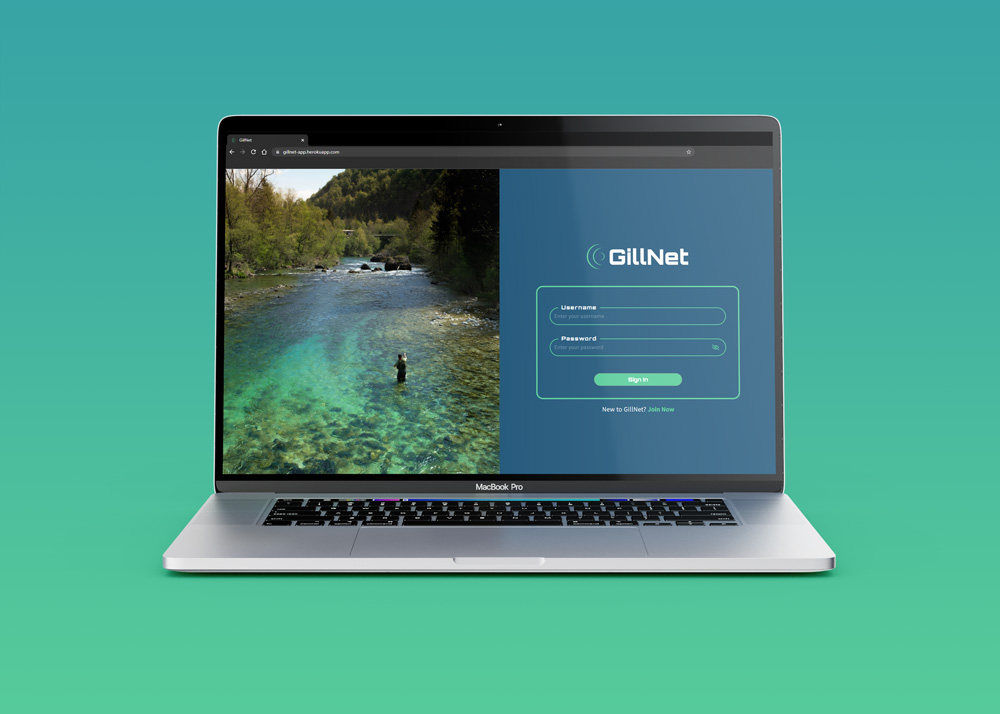 GillNet
gillnet-app.herokuapp.com
GillNet
Username
Enter your username
Password
Enter your password
Sign In
New to GillNet? Join Now
MacBook Pro